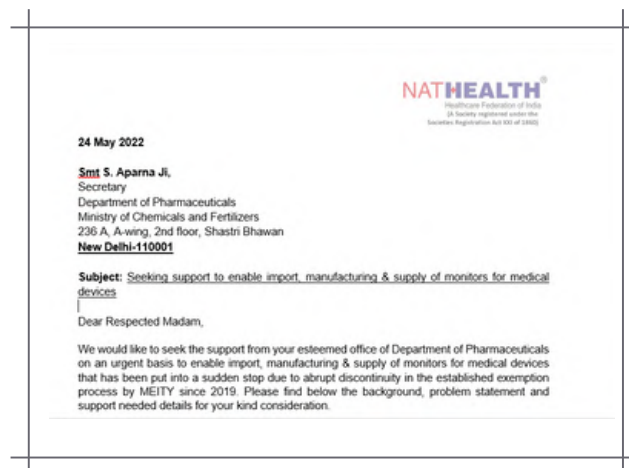 NATHEALTH®
Healthcare Federation of India
(A Society registered under the
Societies Registration Act XXI of 1860)
24 May 2022
Smt S. Aparna Ji,
Secretary
Department of Pharmaceuticals
Ministry of Chemicals and Fertilizers
236 A, A-wing, 2nd floor, Shastri Bhawan
New Delhi-110001
Subject: Seeking support to enable import, manufacturing & supply of monitors for medical
devices
Dear Respected Madam,
We would like to seek the support from your esteemed office of Department of Pharmaceuticals
on an urgent basis to enable import, manufacturing & supply of monitors for medical devices
that has been put into a sudden stop due to abrupt discontinuity in the established exemption
process by MEITY since 2019. Please find below the background, problem statement and
support needed details for your kind consideration.